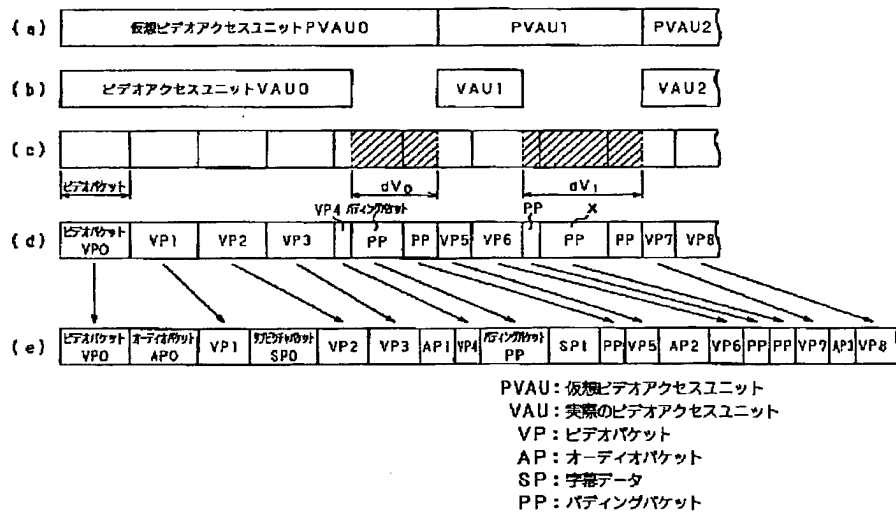 (a) 仮想ビデオアクセスユニットPVAU0 PVAU1 PVAU2
(b) ビデオアクセスユニットVAU0 VAU1 VAU2
(c)
ビデオパケット dV0 dV1
VP4 パディングパケット PP X
(d) ビデオパケット VP0 VP1 VP2 VP3 PP PP VP5 VP6 PP PP VP7 VP8
(e) ビデオパケット VP0 オーディオパケット AP0 VP1 サブピクチャパケット SP0 VP2 VP3 AP1 VP4 パディングパケット PP SP1 PP VP5 AP2 VP6 PP PP VP7 AP3 VP8
PVAU:仮想ビデオアクセスユニット
VAU:実際のビデオアクセスユニット
VP:ビデオパケット
AP:オーディオパケット
SP:字幕データ
PP:パディングパケット